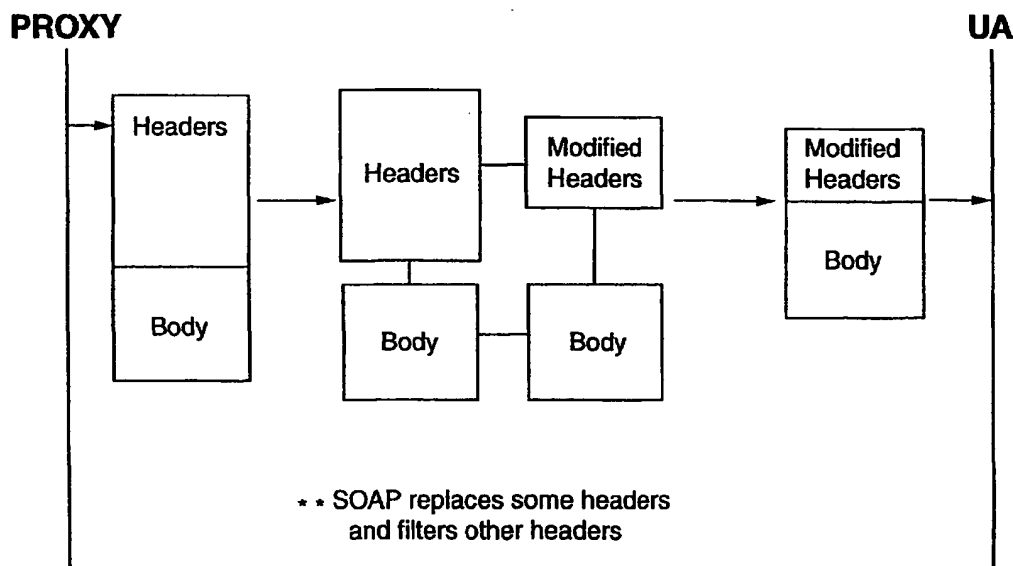 PROXY
UA
Headers
Body
Headers
Modified
Headers
Body
Body
Modified
Headers
Body
* * SOAP replaces some headers
and filters other headers